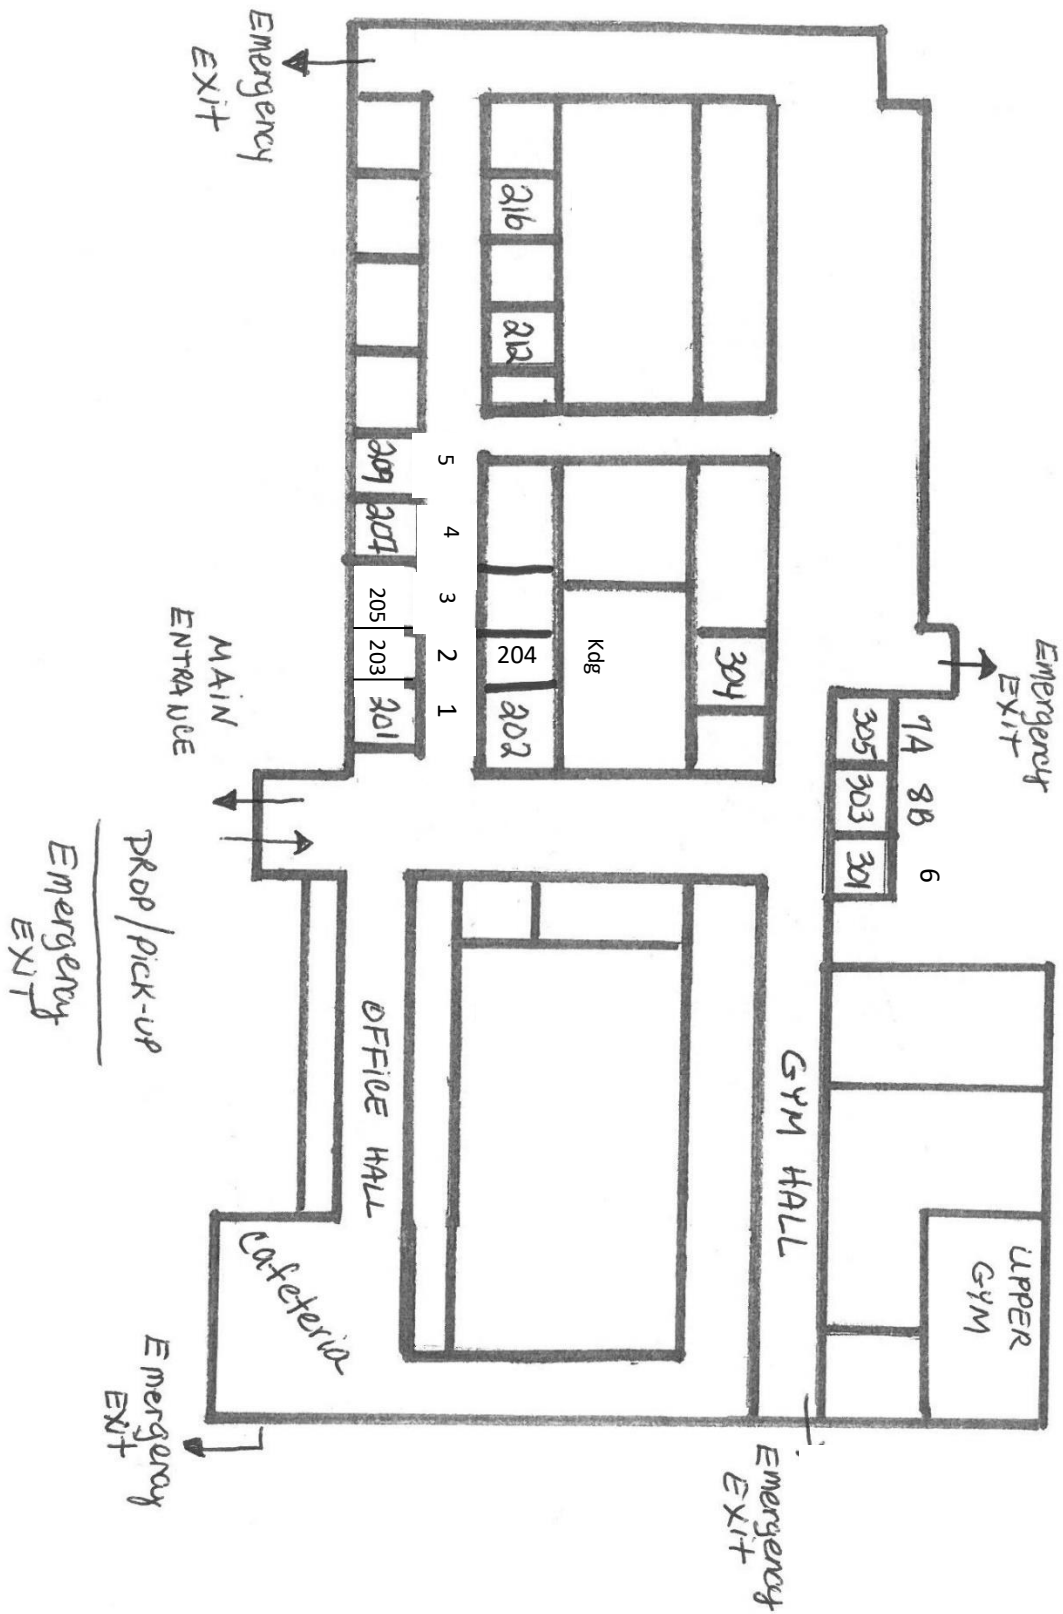 Emergency
Exit
216
212
209
5
207
4
205
3
203
2
204
201
1
202
Kdg
304
MAIN
ENTRANCE
DROP/PICK-UP
Emergency
EXit
Emergency
EXit
7A
305
8B
303
6
301
OFFICE HALL
GYM HALL
UPPER
GYM
cafeteria
Emergency
Exit
Emergency
Exit